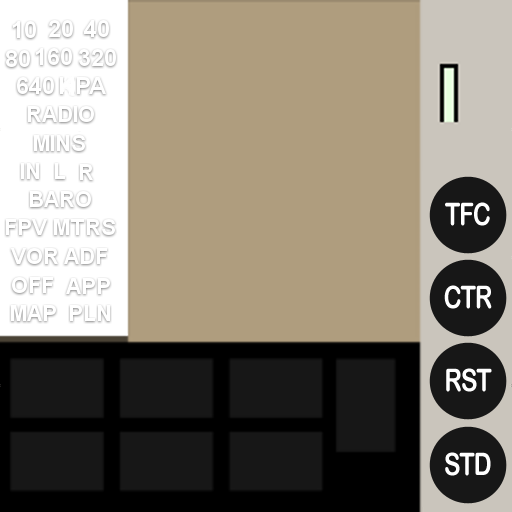 10 20 40
80 160 320
640 PA
RADIO
MINS
IN L R
BARO
FPV MTRS
VOR ADF
OFF APP
MAP PLN
TFC
CTR
RST
STD